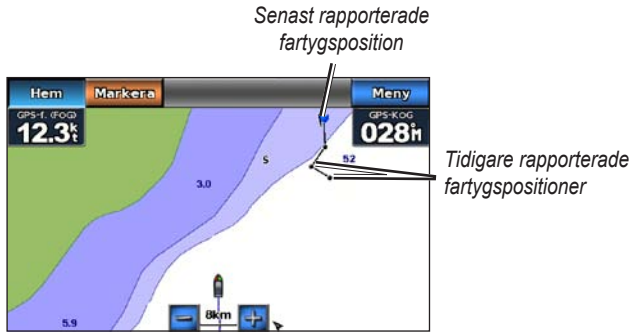 Senast rapporterade
fartygsposition
Hem Markera Meny
GPS-f. (FÖG) GPS-KÖG
12.3kt 028°m
S 52
Tidigare rapporterade
fartygspositioner
3.0
8km
5.9